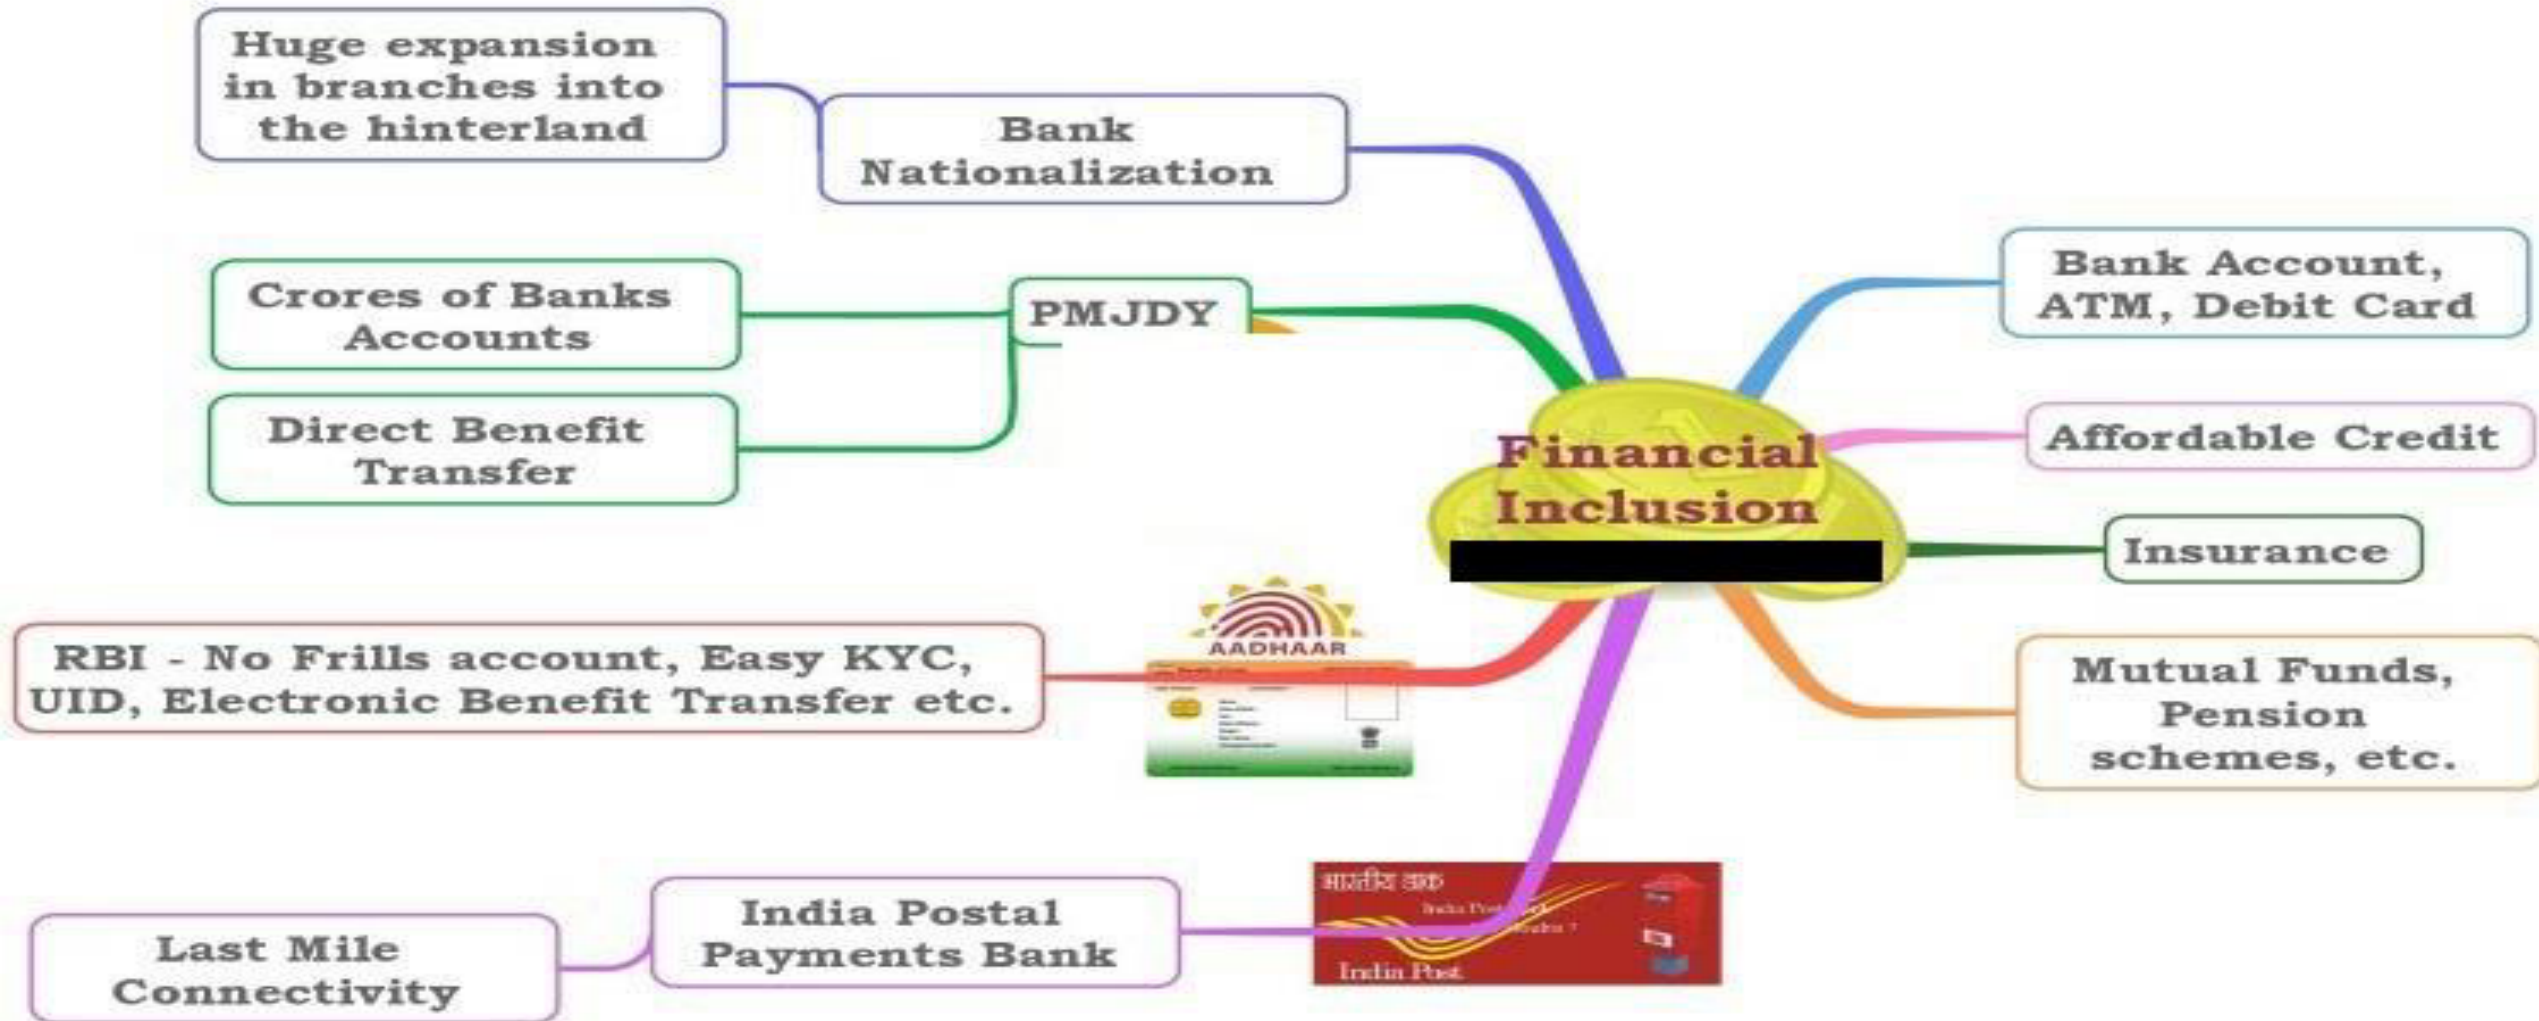 Huge expansion
in branches into
the hinterland
Bank
Nationalization
Crores of Banks
Accounts
PMJDY
Direct Benefit
Transfer
Financial
Inclusion
Bank Account,
ATM, Debit Card
Affordable Credit
Insurance
Mutual Funds,
Pension
schemes, etc.
AADHAAR
RBI - No Frills account, Easy KYC,
UID, Electronic Benefit Transfer etc.
India Postal
Payments Bank
Last Mile
Connectivity
भारतीय डाक
India Post